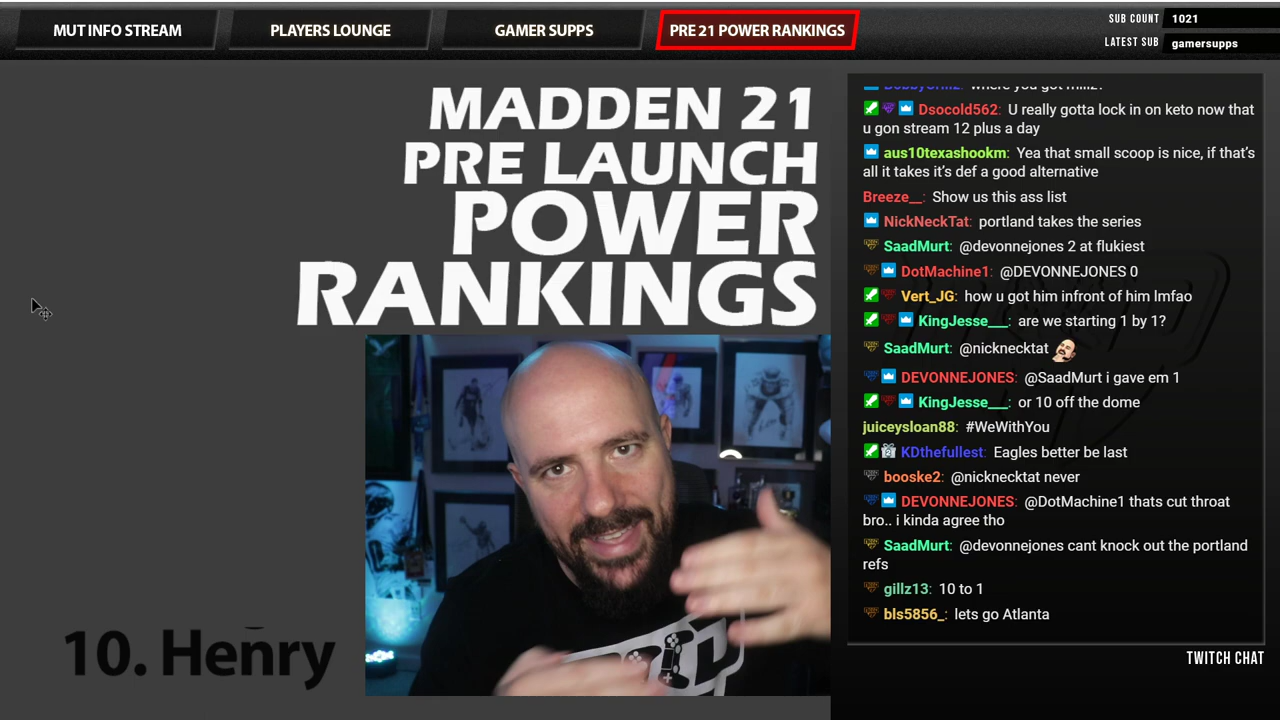 MUT INFO STREAM
PLAYERS LOUNGE
GAMER SUPPS
PRE 21 POWER RANKINGS
SUB COUNT 1021
LATEST SUB gamersupps
MADDEN 21
PRE LAUNCH
POWER
RANKINGS
10. Henry
Dsocold562: U really gotta lock in on keto now that
u gon stream 12 plus a day
aus10texashookm: Yea that small scoop is nice, if that's
all it takes it's def a good alternative
Breeze__: Show us this ass list
NickNeckTat: portland takes the series
SaadMurt: @devonnejones 2 at flukiest
DotMachine1: @DEVONNEJONES 0
Vert_JG: how u got him infront of him lmfao
KingJesse___: are we starting 1 by 1?
SaadMurt: @nicknecktat
DEVONNEJONES: @SaadMurt i gave em 1
KingJesse___: or 10 off the dome
juiceysloan88: #WeWithYou
KDthefullest: Eagles better be last
booske2: @nicknecktat never
DEVONNEJONES: @DotMachine1 thats cut throat
bro.. i kinda agree tho
SaadMurt: @devonnejones cant knock out the portland
refs
gillz13: 10 to 1
bls5856_: lets go Atlanta
TWITCH CHAT